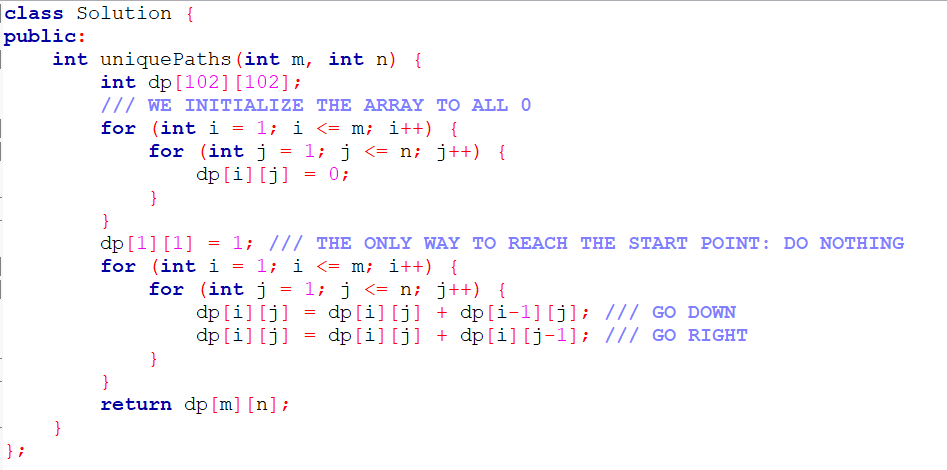 class Solution {
public:
    int uniquePaths(int m, int n) {
        int dp[102][102];
        /// WE INITIALIZE THE ARRAY TO ALL 0
        for (int i = 1; i <= m; i++) {
            for (int j = 1; j <= n; j++) {
                dp[i][j] = 0;
            }
        }
        dp[1][1] = 1; /// THE ONLY WAY TO REACH THE START POINT: DO NOTHING
        for (int i = 1; i <= m; i++) {
            for (int j = 1; j <= n; j++) {
                dp[i][j] = dp[i][j] + dp[i-1][j]; /// GO DOWN
                dp[i][j] = dp[i][j] + dp[i][j-1]; /// GO RIGHT
            }
        }
        return dp[m][n];
    }
};